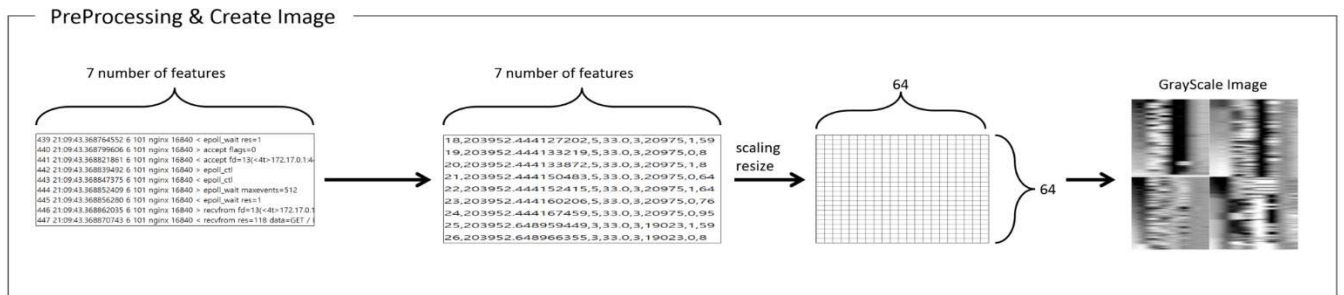 PreProcessing & Create Image
7 number of features
7 number of features
64
GrayScale Image
439 21:09:43.368764552 6 101 nginx 16840 < epoll_wait res=1
440 21:09:43.368799606 6 101 nginx 16840 > accept flags=0
441 21:09:43.368821861 6 101 nginx 16840 < accept fd=13(<4t>172.17.0.1:4
442 21:09:43.368839492 6 101 nginx 16840 > epoll_ctl
443 21:09:43.368847375 6 101 nginx 16840 < epoll_ctl
444 21:09:43.368852409 6 101 nginx 16840 > epoll_wait maxevents=512
445 21:09:43.368856280 6 101 nginx 16840 < epoll_wait res=1
446 21:09:43.368862035 6 101 nginx 16840 > recvfrom fd=13(<4t>172.17.0.1
447 21:09:43.368870743 6 101 nginx 16840 < recvfrom res=118 data=GET /
18,203952.444127202,5,33.0,3,20975,1,59
19,203952.444133219,5,33.0,3,20975,0,8
20,203952.444133872,5,33.0,3,20975,1,8
21,203952.444150483,5,33.0,3,20975,0,64
22,203952.444152415,5,33.0,3,20975,1,64
23,203952.444160206,5,33.0,3,20975,0,76
24,203952.444167459,5,33.0,3,20975,0,95
25,203952.648959449,3,33.0,3,19023,1,59
26,203952.648966355,3,33.0,3,19023,0,8
scaling
resize
64